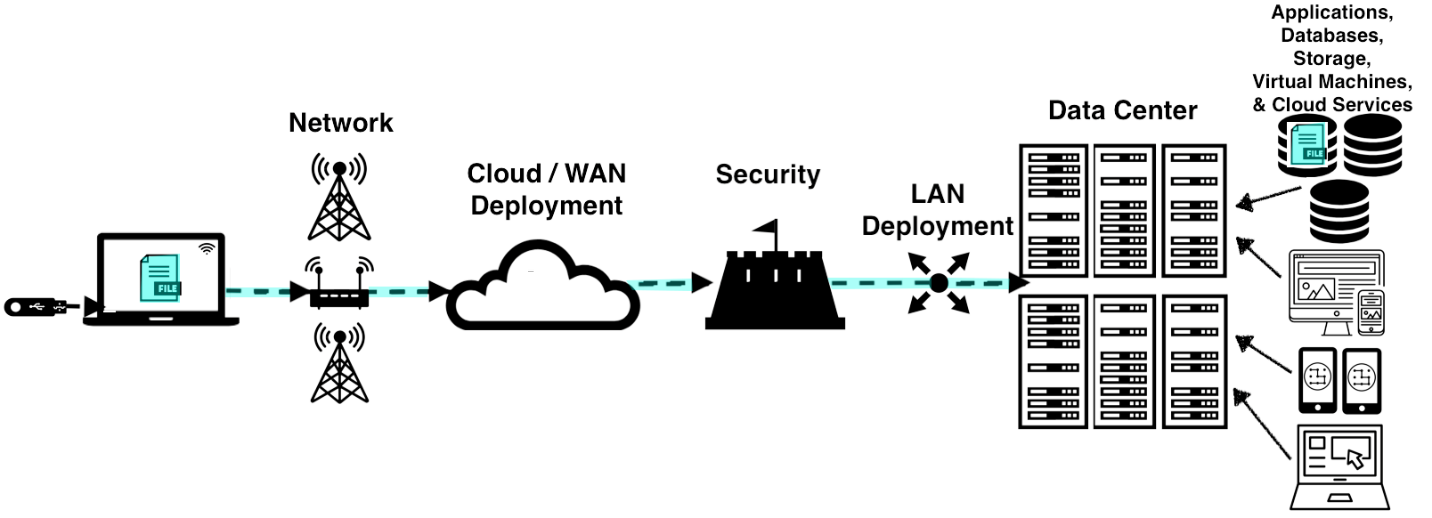 Applications,
Databases,
Storage,
Virtual Machines,
& Cloud Services
Data Center
Network
Cloud / WAN
Deployment
Security
LAN
Deployment
FILE
FILE